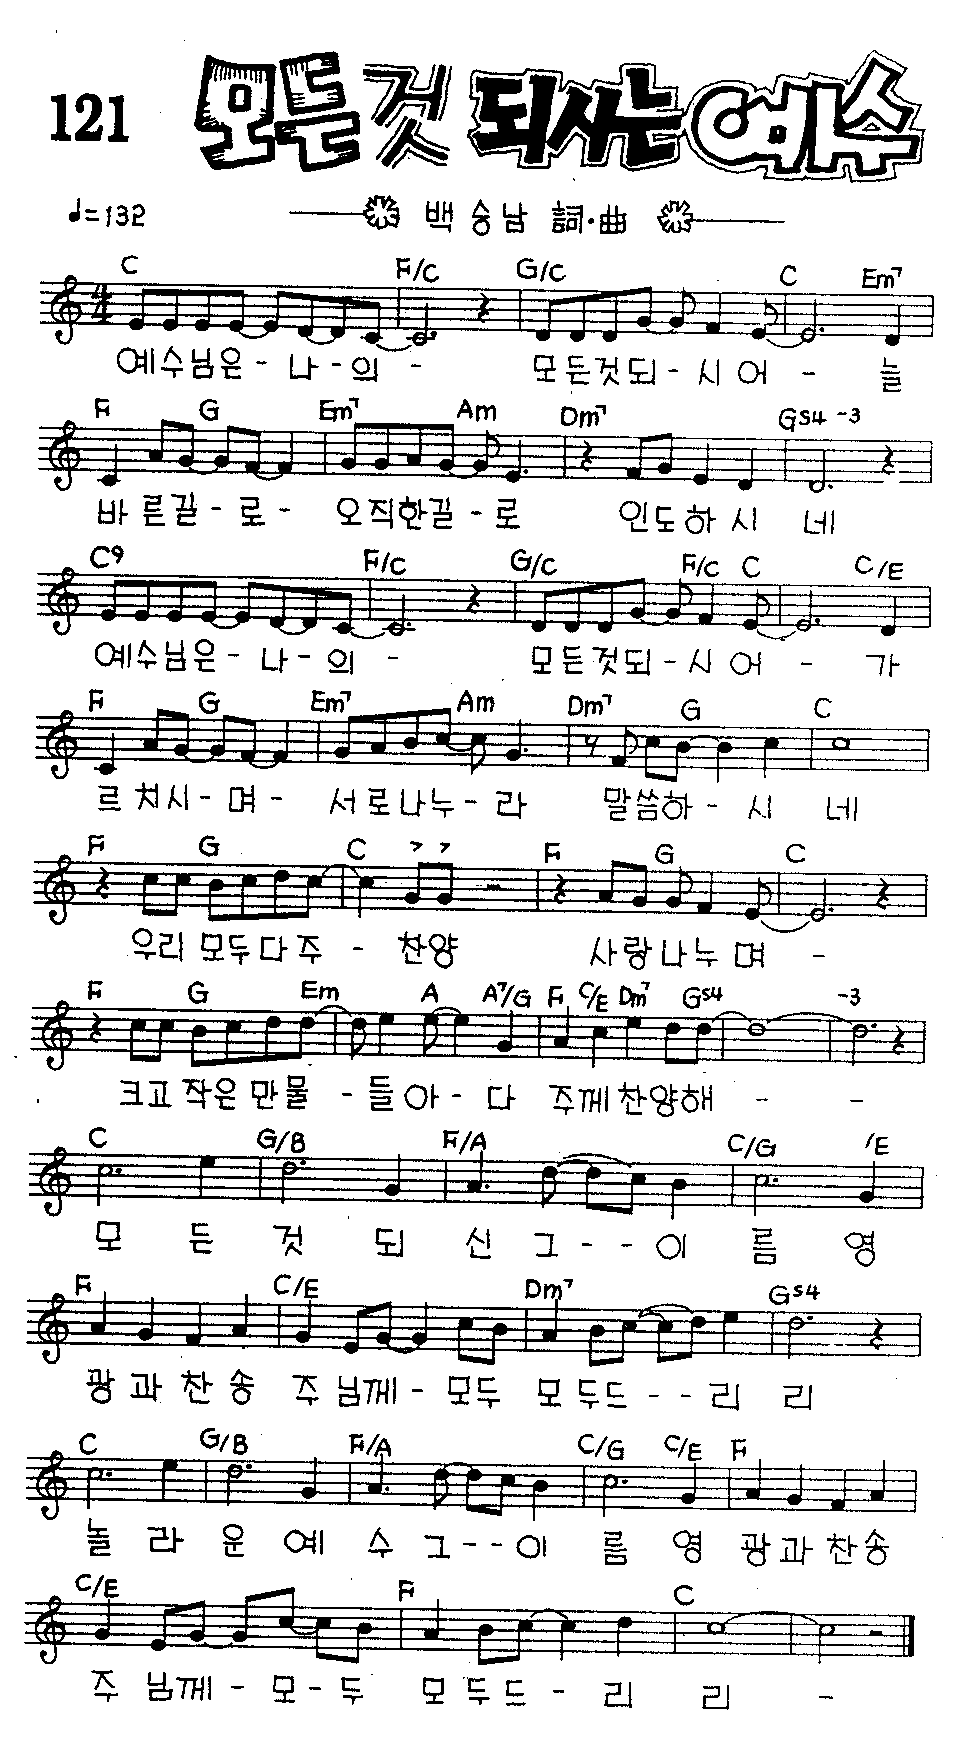 121 모든것 되시는 예수
♩=132 백승남 詞·曲
C F/C G/C C Em7
예수님은-나-의 - 모든것되-시어 - 늘
F G Em7 Am Dm7 Gs4 -3
바른길-로- 오직한길-로 인도하시 네
C9 F/C G/C F/C C C/E
예수님은-나-의 - 모든것되-시어 - 가
F G Em7 Am Dm7 G C
르쳐시-며- 서로나누-라 말씀하-시 네
F G C > > F G C
우리모두다주 - 찬양 사랑나누며 -
F G Em A A7/G F C/E Dm7 Gs4 -3
크고작은만물 -들아-다 주께찬양해 - -
C G/B F/A C/G /E
모 든 것 되 신그---이 름 영
F C/E Dm7 Gs4
광과찬송 주님께-모두 모두드--리 리
C G/B F/A C/G C/E F
놀라운예 수그--이 름 영 광과찬송
C/E F C
주님께-모-두 모두드-리 리 -